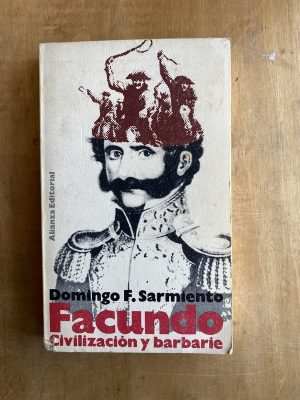 Alianza Editorial
Domingo F. Sarmiento
Facundo
Civilización y barbarie